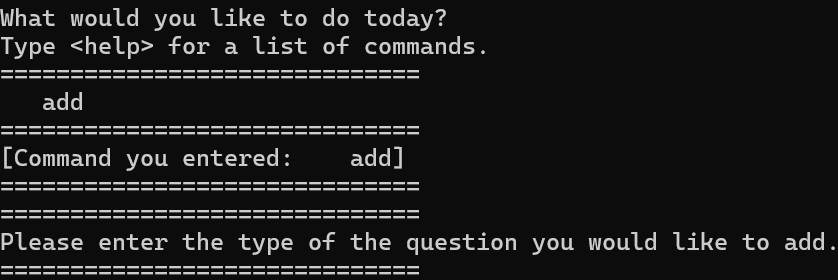 What would you like to do today?
Type <help> for a list of commands.
==============================
   add
==============================
[Command you entered:    add]
==============================
==============================
Please enter the type of the question you would like to add.
==============================